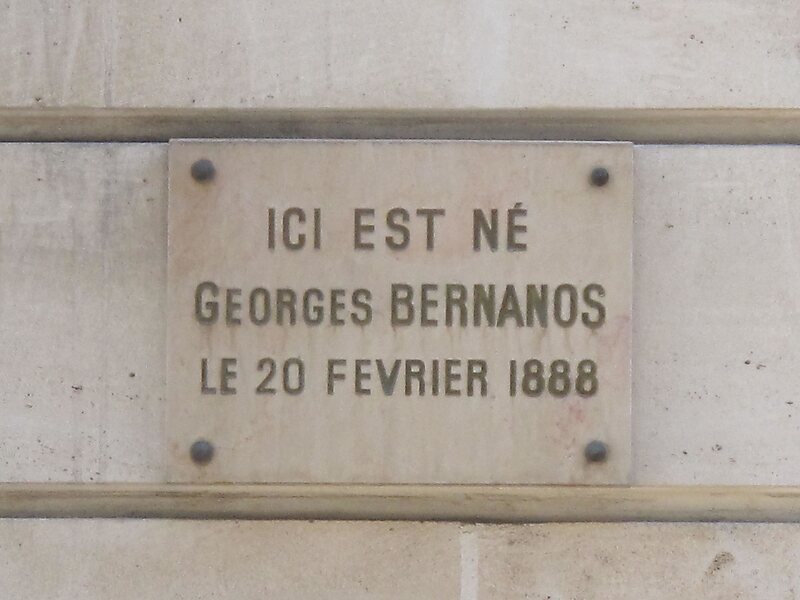 ICI EST NÉ
GEORGES BERNANOS
LE 20 FEVRIER 1888